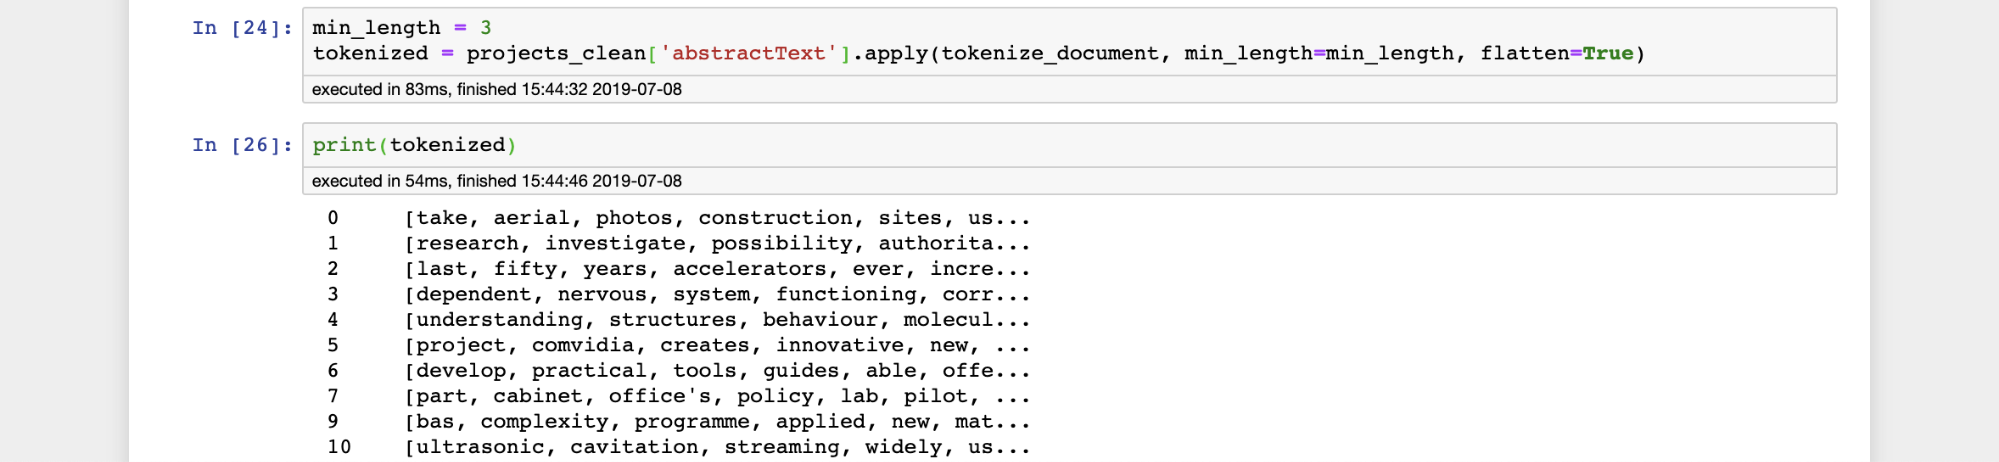 In [24]: min_length = 3
tokenized = projects_clean['abstractText'].apply(tokenize_document, min_length=min_length, flatten=True)
executed in 83ms, finished 15:44:32 2019-07-08
In [26]: print(tokenized)
executed in 54ms, finished 15:44:46 2019-07-08
0 [take, aerial, photos, construction, sites, us...
1 [research, investigate, possibility, authorita...
2 [last, fifty, years, accelerators, ever, incre...
3 [dependent, nervous, system, functioning, corr...
4 [understanding, structures, behaviour, molecul...
5 [project, comvidia, creates, innovative, new, ...
6 [develop, practical, tools, guides, able, offe...
7 [part, cabinet, office's, policy, lab, pilot, ...
9 [bas, complexity, programme, applied, new, mat...
10 [ultrasonic, cavitation, streaming, widely, us...